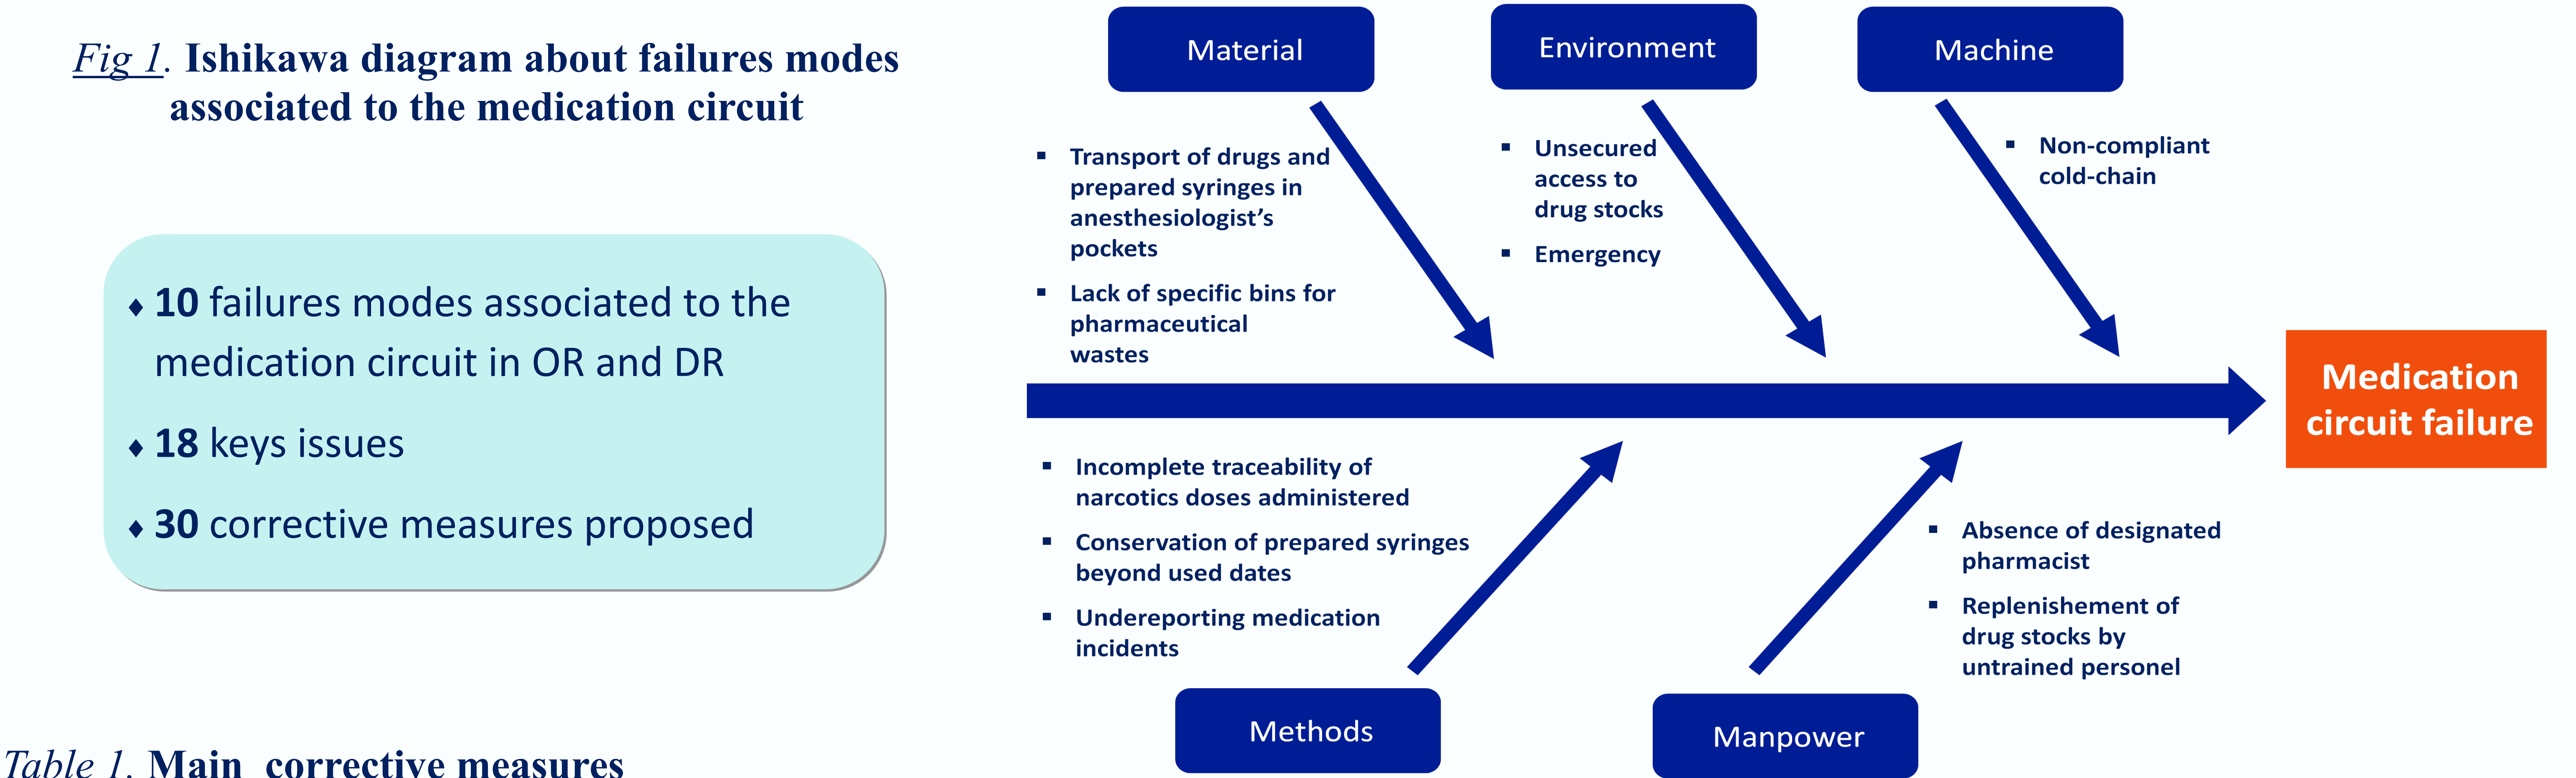 Fig 1. Ishikawa diagram about failures modes
associated to the medication circuit
♦ 10 failures modes associated to the
medication circuit in OR and DR
♦ 18 keys issues
♦ 30 corrective measures proposed
Material
Environment
Machine
▪ Transport of drugs and
prepared syringes in
anesthesiologist’s
pockets
▪ Lack of specific bins for
pharmaceutical
wastes
▪ Unsecured
access to
drug stocks
▪ Emergency
▪ Non-compliant
cold-chain
Medication
circuit failure
▪ Incomplete traceability of
narcotics doses administered
▪ Conservation of prepared syringes
beyond used dates
▪ Undereporting medication
incidents
▪ Absence of designated
pharmacist
▪ Replenishement of
drug stocks by
untrained personel
Methods
Manpower
Table 1. Main corrective measures